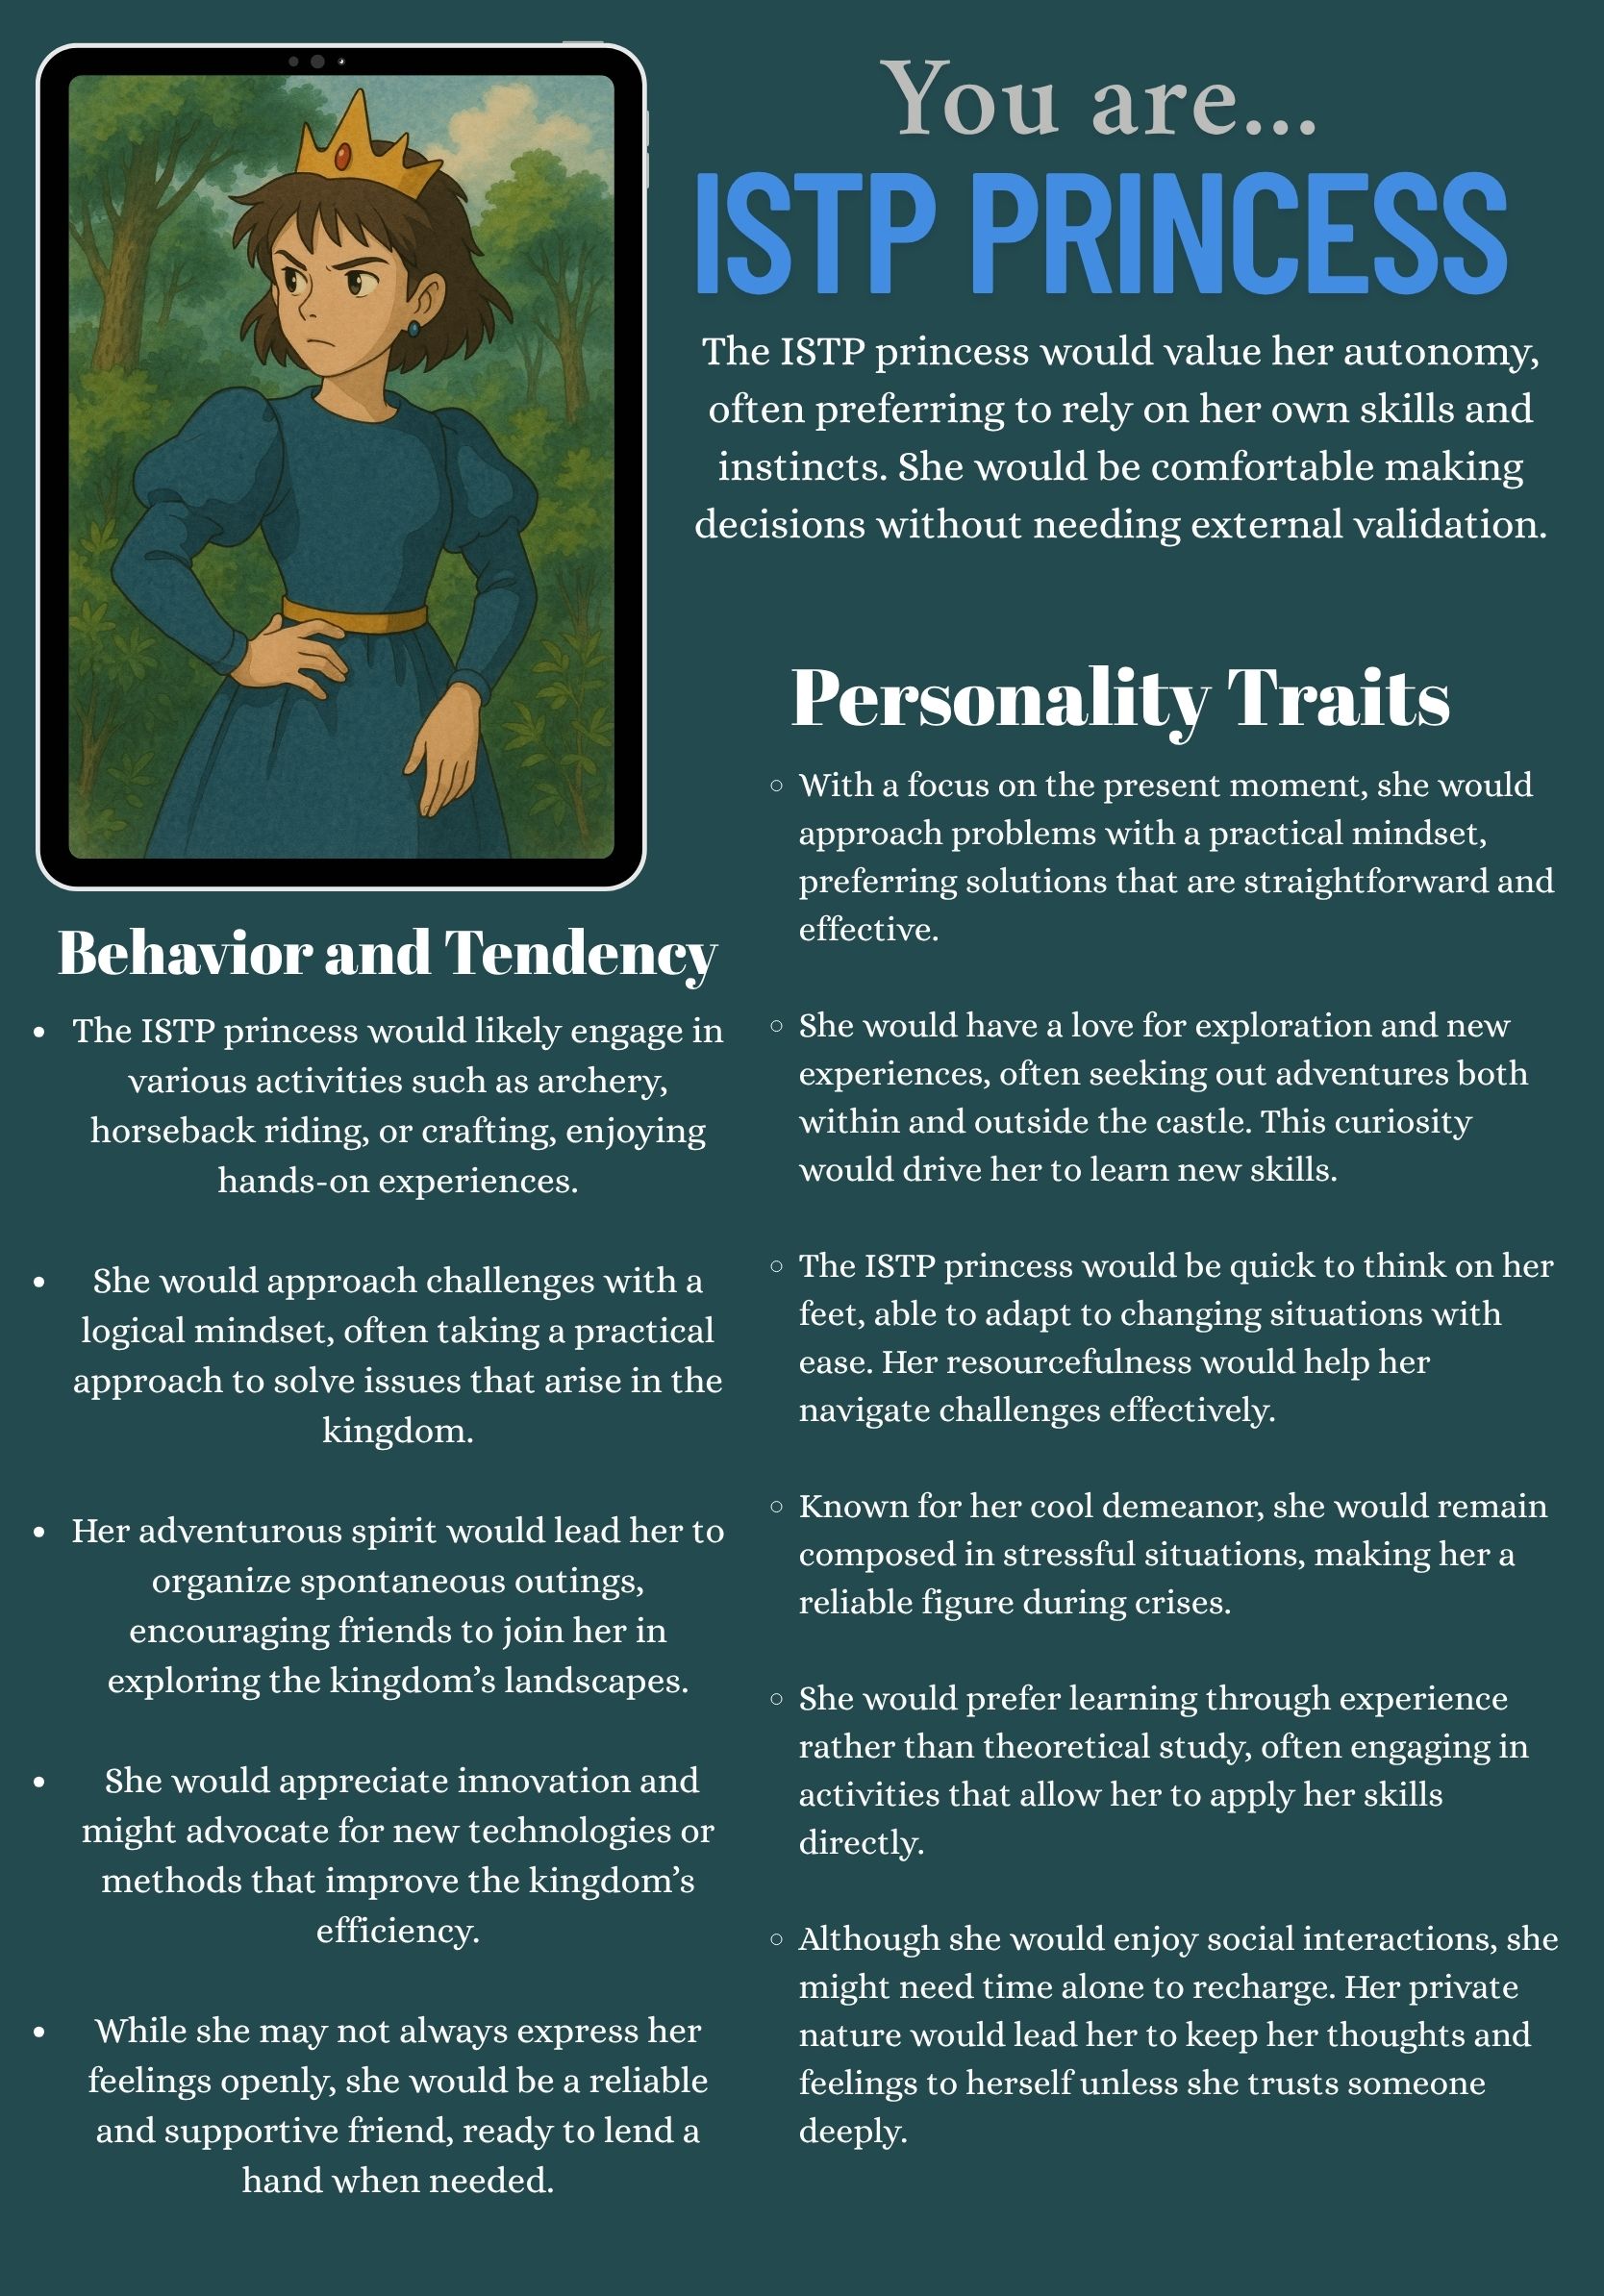 You are...
ISTP PRINCESS
The ISTP princess would value her autonomy,
often preferring to rely on her own skills and
instincts. She would be comfortable making
decisions without needing external validation.
Personality Traits
With a focus on the present moment, she would
approach problems with a practical mindset,
preferring solutions that are straightforward and
effective.
She would have a love for exploration and new
experiences, often seeking out adventures both
within and outside the castle. This curiosity
would drive her to learn new skills.
The ISTP princess would be quick to think on her
feet, able to adapt to changing situations with
ease. Her resourcefulness would help her
navigate challenges effectively.
Known for her cool demeanor, she would remain
composed in stressful situations, making her a
reliable figure during crises.
She would prefer learning through experience
rather than theoretical study, often engaging in
activities that allow her to apply her skills
directly.
Although she would enjoy social interactions, she
might need time alone to recharge. Her private
nature would lead her to keep her thoughts and
feelings to herself unless she trusts someone
deeply.
Behavior and Tendency
• The ISTP princess would likely engage in
various activities such as archery,
horseback riding, or crafting, enjoying
hands-on experiences.
• She would approach challenges with a
logical mindset, often taking a practical
approach to solve issues that arise in the
kingdom.
• Her adventurous spirit would lead her to
organize spontaneous outings,
encouraging friends to join her in
exploring the kingdom’s landscapes.
• She would appreciate innovation and
might advocate for new technologies or
methods that improve the kingdom’s
efficiency.
• While she may not always express her
feelings openly, she would be a reliable
and supportive friend, ready to lend a
hand when needed.